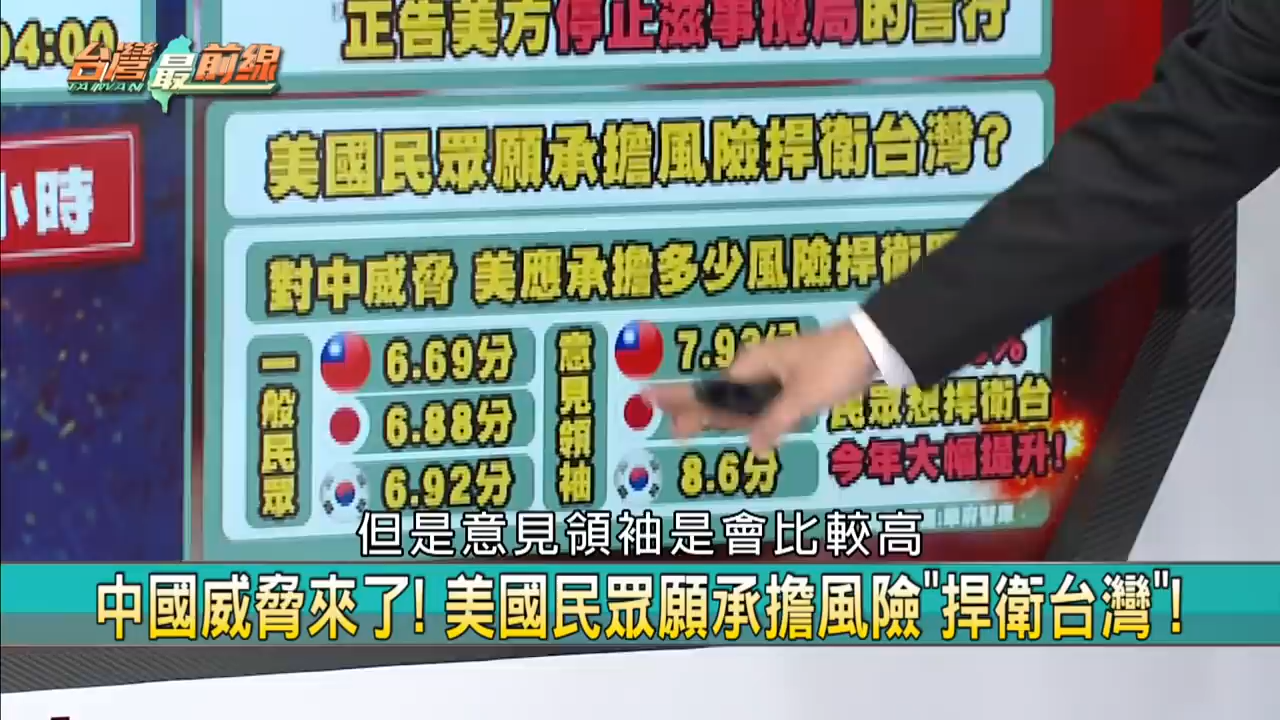 正告美方停止滋事攪局的言行
04:00
台灣最前線
TAIWAN
小時
美國民眾願承擔風險捍衛台灣?
對中威脅 美應承擔多少風險捍衛
一般民眾
6.69分
6.88分
6.92分
意見領袖
8.6分
%
民眾想捍衛台
今年大幅提升!
但是意見領袖是會比較高
中國威脅來了! 美國民眾願承擔風險"捍衛台灣"!